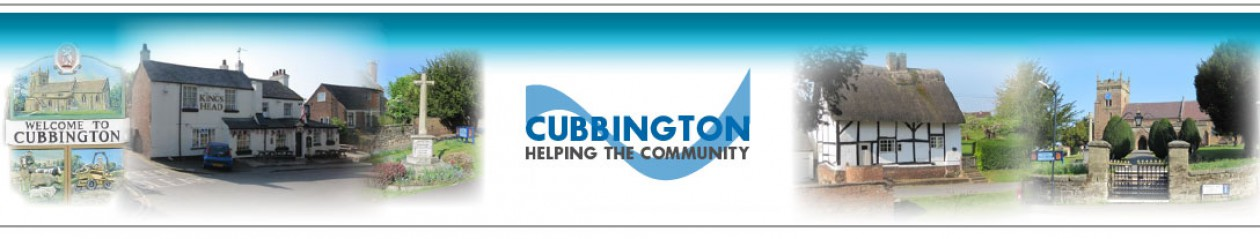 WELCOME TO
CUBBINGTON
KING'S
HEAD
CUBBINGTON
HELPING THE COMMUNITY